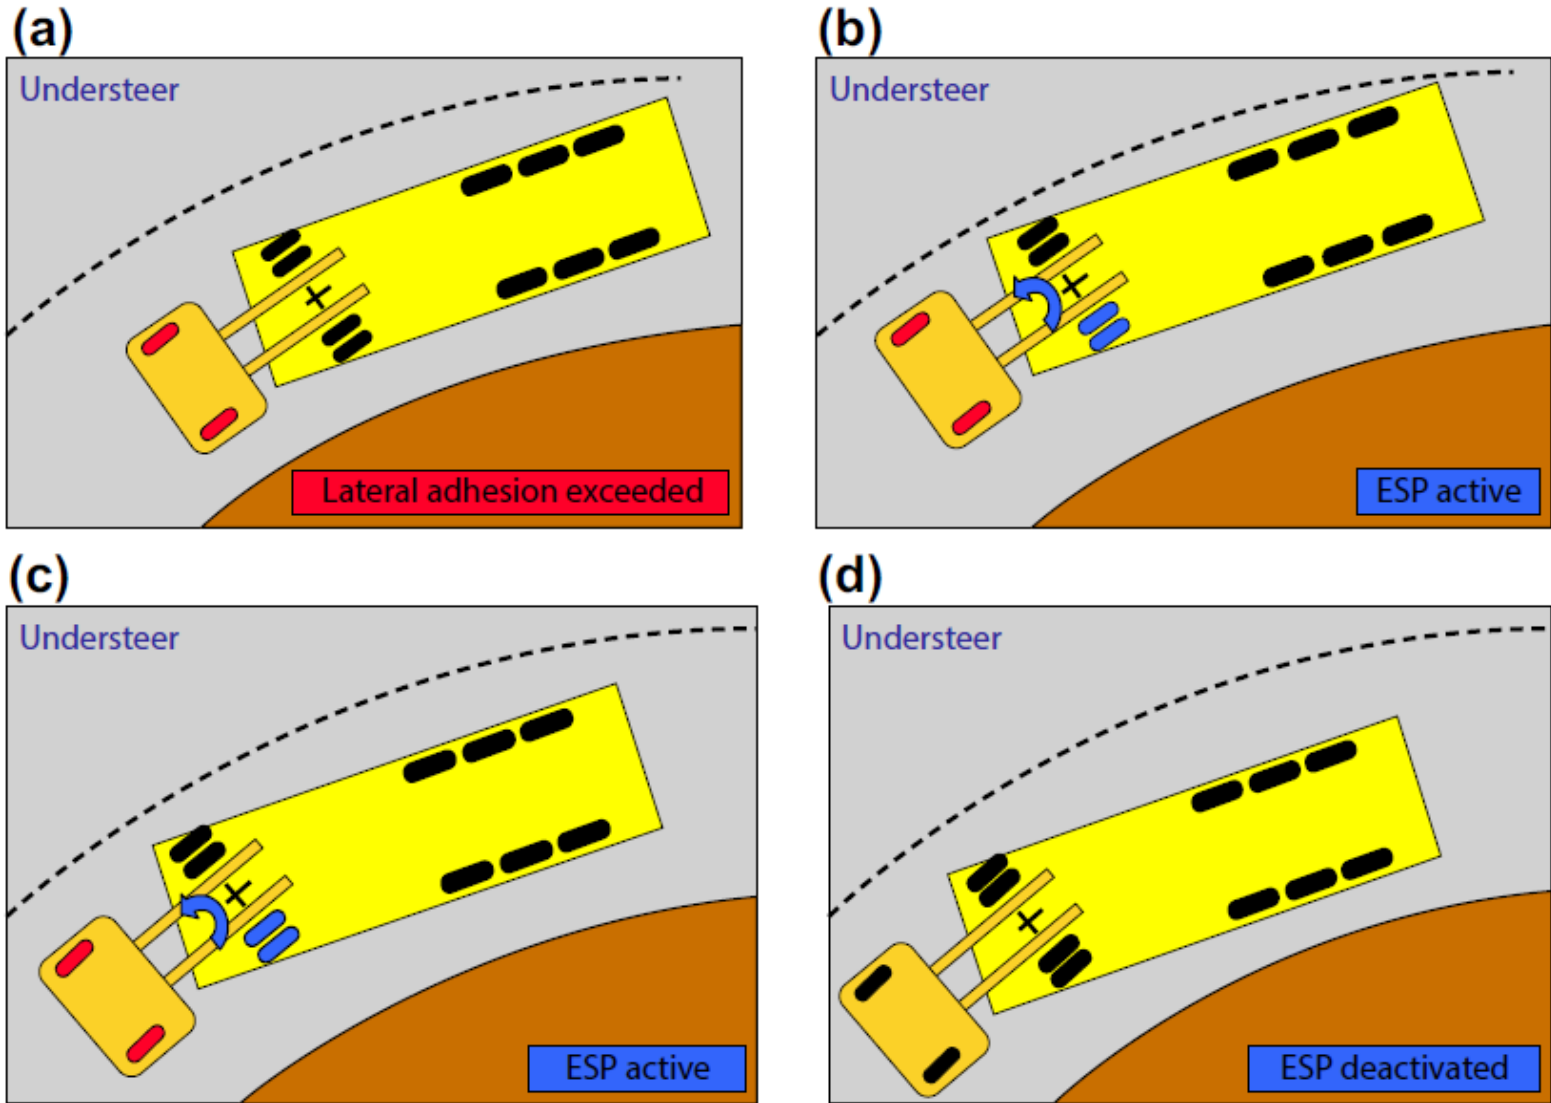 (a)
Understeer
Lateral adhesion exceeded
(b)
Understeer
ESP active
(c)
Understeer
ESP active
(d)
Understeer
ESP deactivated